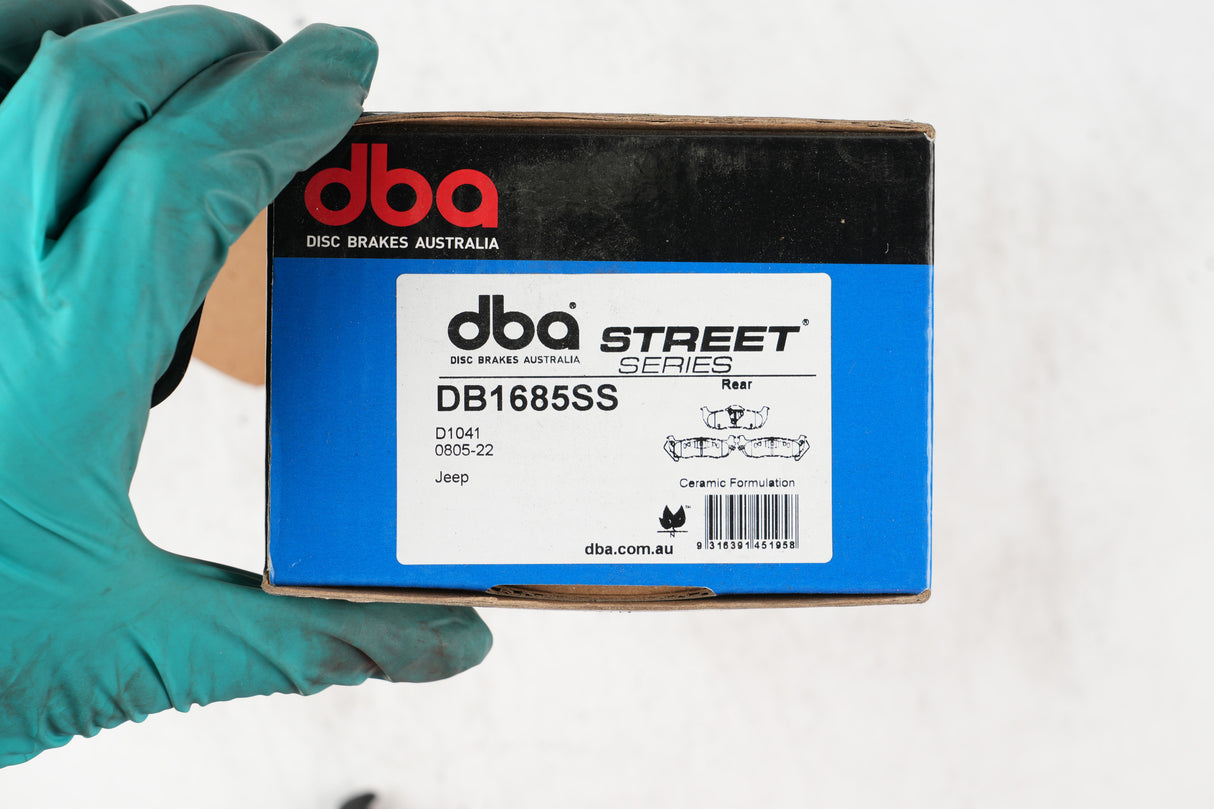 dba
DISC BRAKES AUSTRALIA
dba®
DISC BRAKES AUSTRALIA
STREET®
SERIES
DB1685SS
Rear
D1041
0805-22
Jeep
Ceramic Formulation
™
N
dba.com.au
9 316391 451958